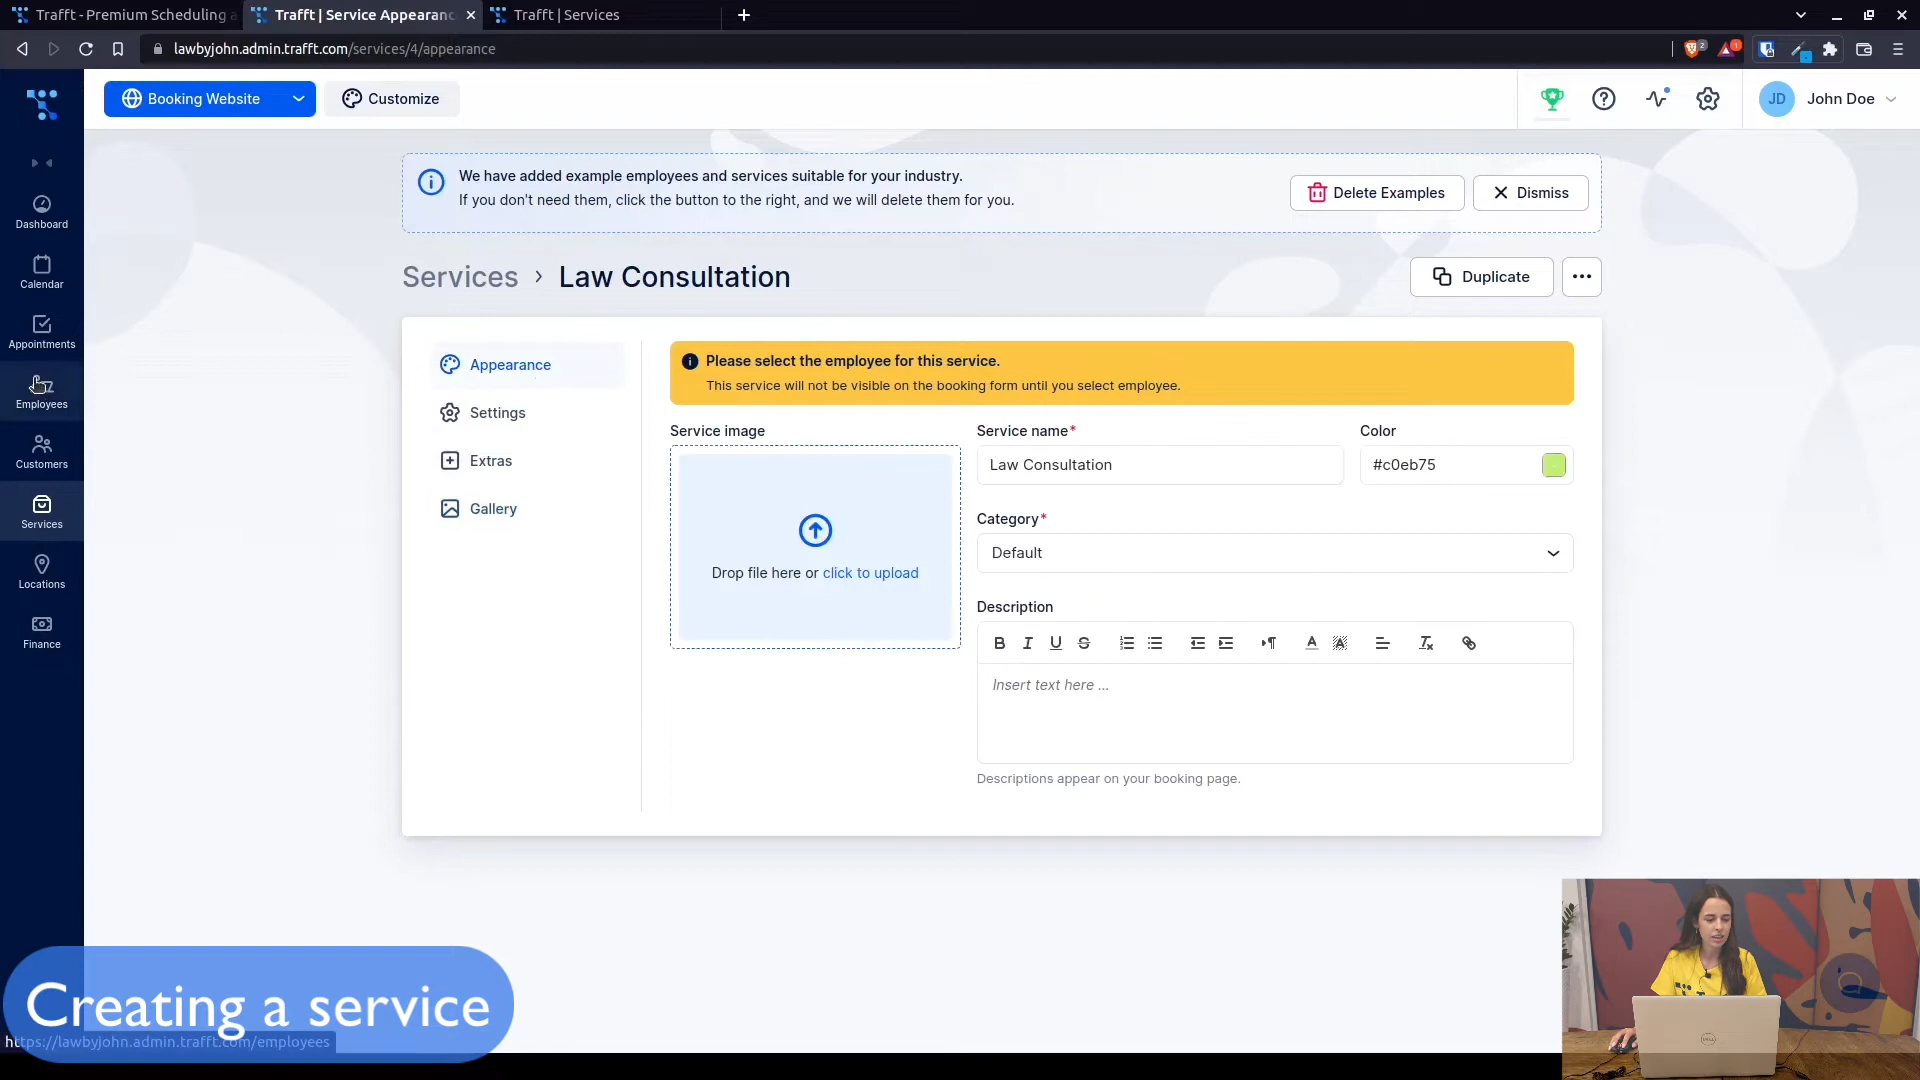 Trafft - Premium Scheduling a
Trafft | Service Appearanc
Trafft | Services
lawbyjohn.admin.trafft.com/services/4/appearance
2
1
Booking Website
Customize
JD
John Doe
Dashboard
Calendar
Appointments
Employees
Customers
Services
Locations
Finance
We have added example employees and services suitable for your industry.
If you don't need them, click the button to the right, and we will delete them for you.
Delete Examples
Dismiss
Services > Law Consultation
Duplicate
Appearance
Settings
Extras
Gallery
Please select the employee for this service.
This service will not be visible on the booking form until you select employee.
Service image
Drop file here or click to upload
Service name*
Law Consultation
Color
#c0eb75
Category*
Default
Description
Insert text here ...
Descriptions appear on your booking page.
Creating a service
https://lawbyjohn.admin.trafft.com/employees
DELL